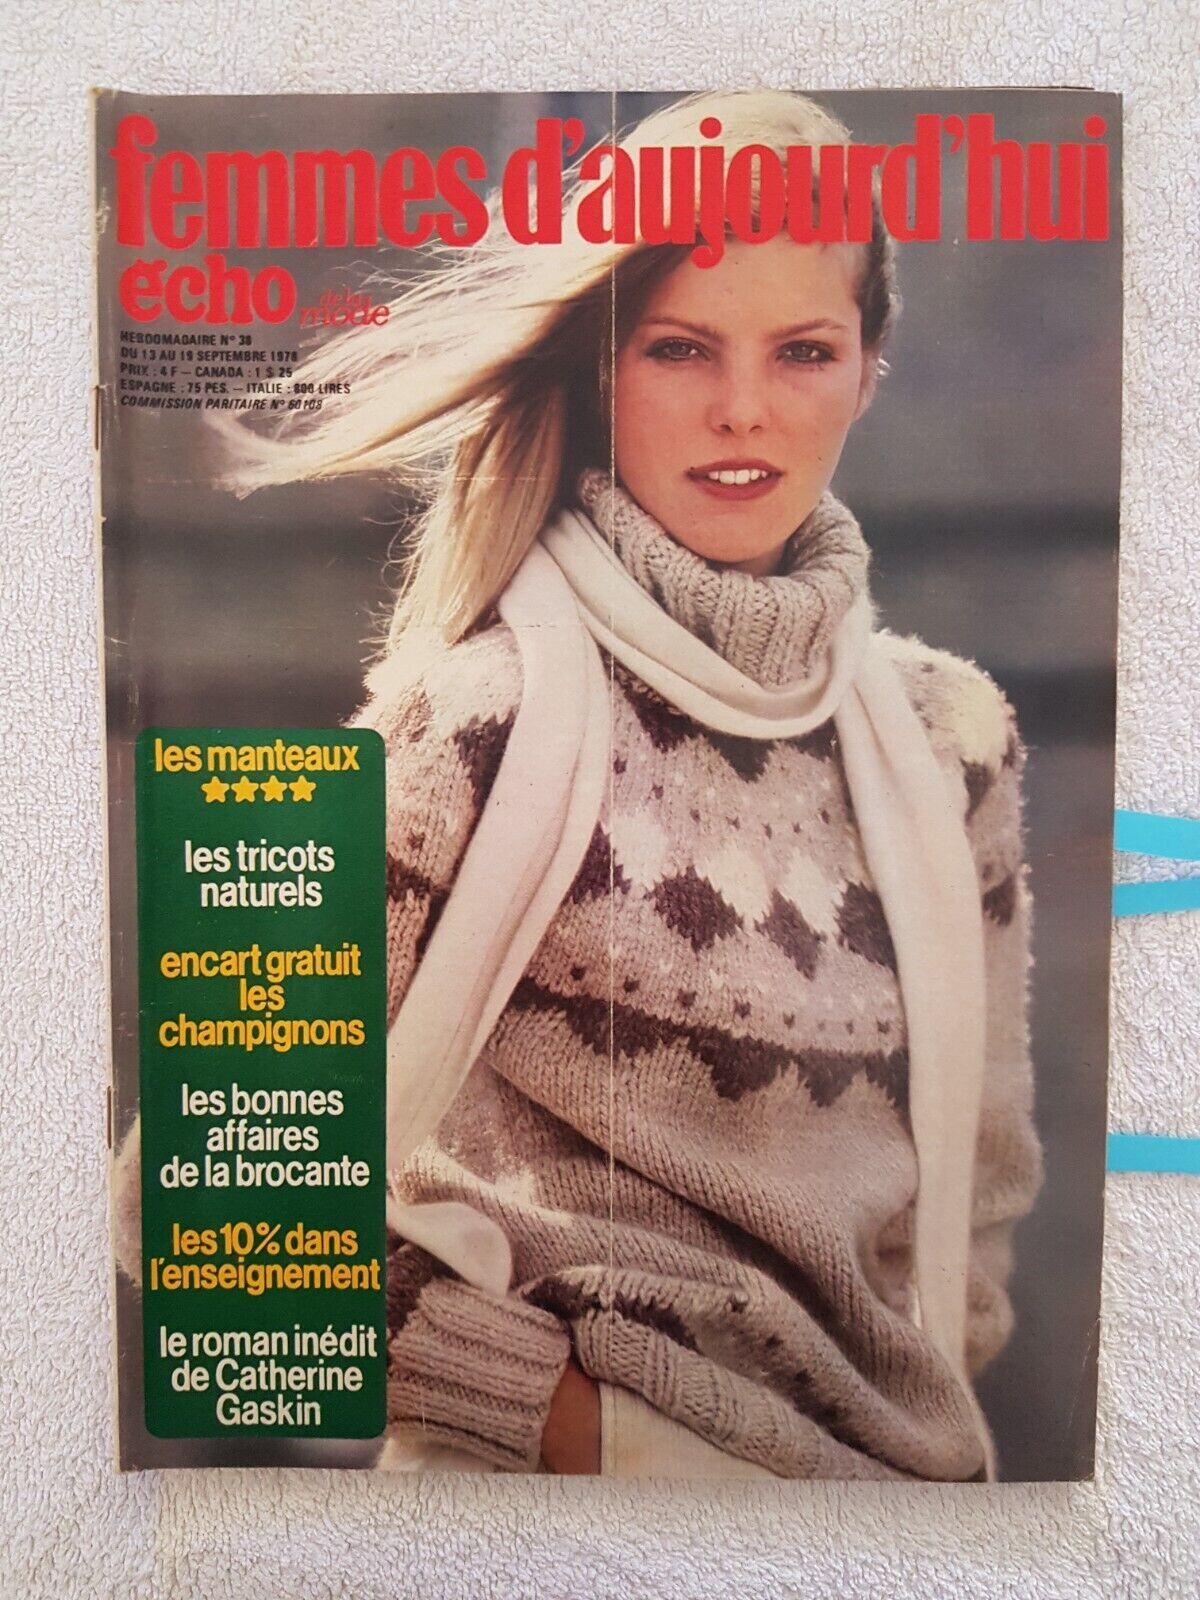 femmes d'aujourd'hui
echo de la mode
HEBDOMADAIRE N° 38
DU 13 AU 19 SEPTEMBRE 1978
PRIX : 4 F – CANADA : 1 $ 25
ESPAGNE : 75 PES. – ITALIE : 800 LIRES
COMMISSION PARITAIRE N° 60108
les manteaux
★★★★
les tricots
naturels
encart gratuit
les
champignons
les bonnes
affaires
de la brocante
les 10% dans
l'enseignement
le roman inédit
de Catherine
Gaskin